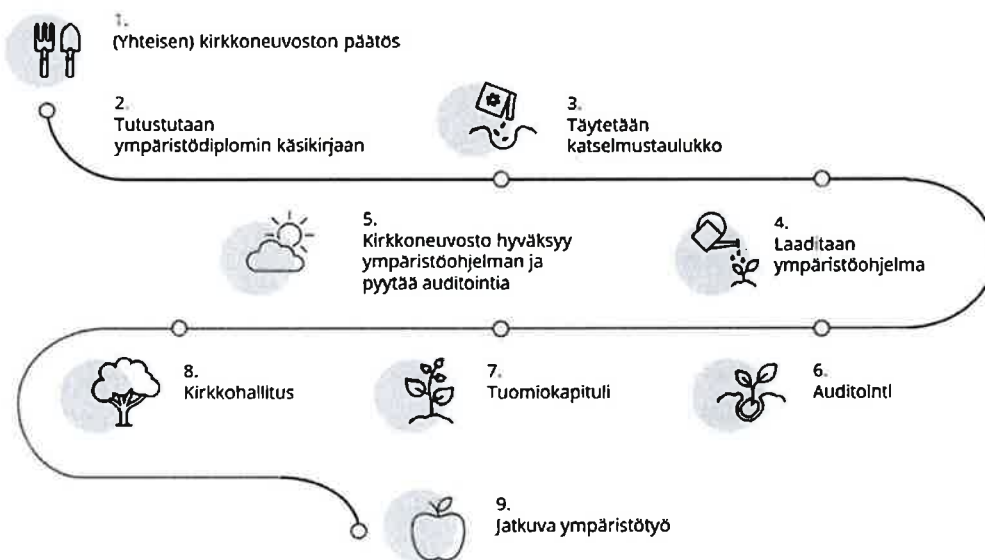 1.
(Yhteisen) kirkkoneuvoston päätös
2.
Tutustutaan
ympäristödiplomin käsikirjaan
3.
Täytetään
katselmustaulukko
4.
Laaditaan
ympäristöohjelma
5.
Kirkkoneuvosto hyväksyy
ympäristöohjelman ja
pyytää auditointia
6.
Auditointi
7.
Tuomiokapituli
8.
Kirkkohallitus
9.
Jatkuva ympäristötyö